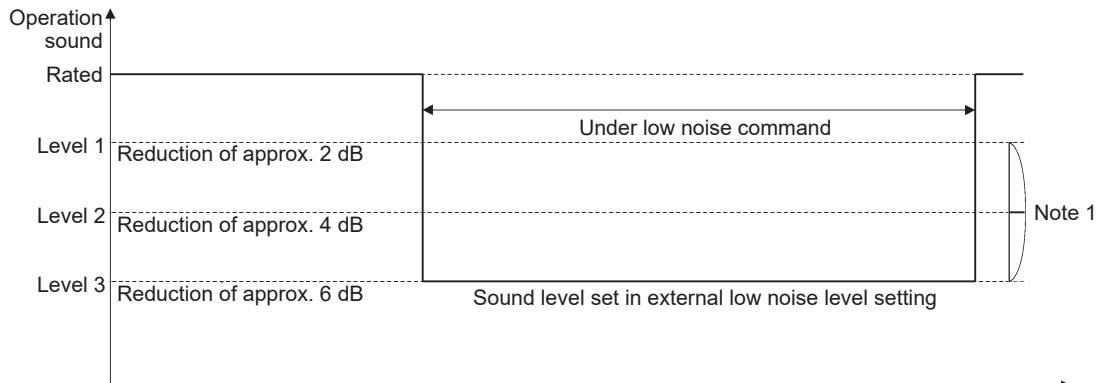 Operation
sound
Rated
Under low noise command
Level 1
Reduction of approx. 2 dB
Level 2
Reduction of approx. 4 dB
Note 1
Level 3
Reduction of approx. 6 dB
Sound level set in external low noise level setting